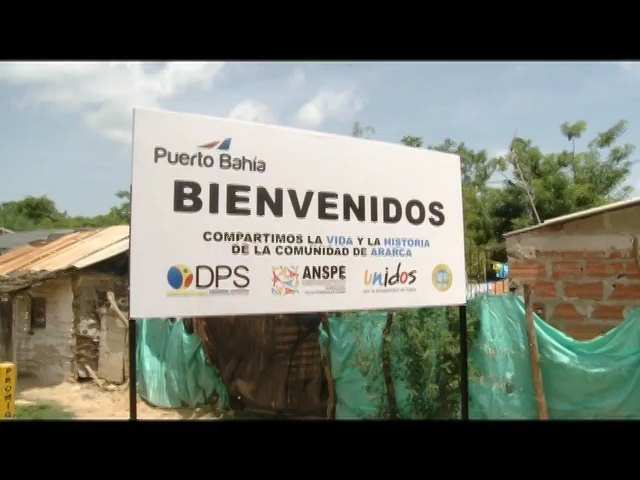 Puerto Bahía
BIENVENIDOS
COMPARTIMOS LA VIDA Y LA HISTORIA
DE LA COMUNIDAD DE ARARCA
DPS
ANSPE
unidos